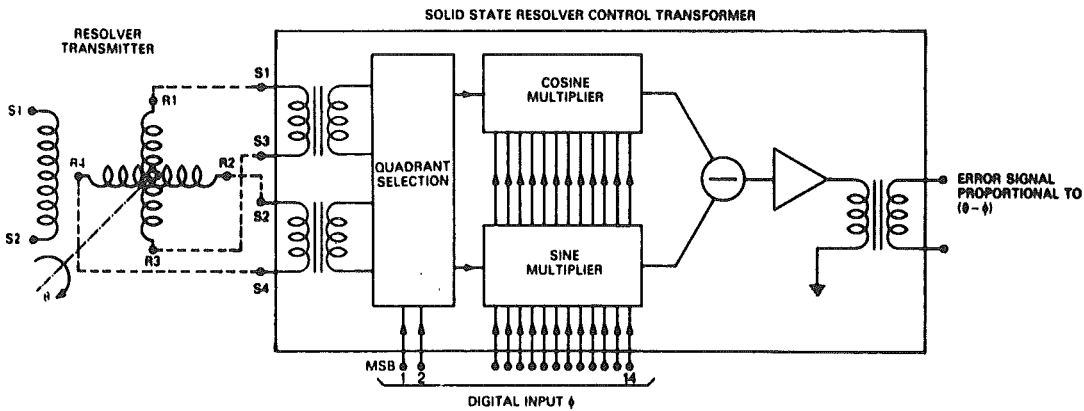 SOLID STATE RESOLVER CONTROL TRANSFORMER
RESOLVER
TRANSMITTER
S1
R1
R4
R2
S2
R3
θ
S1
S3
S2
S4
QUADRANT
SELECTION
COSINE
MULTIPLIER
SINE
MULTIPLIER
ERROR SIGNAL
PROPORTIONAL TO
(θ - ϕ)
MSB
1
2
14
DIGITAL INPUT ϕ